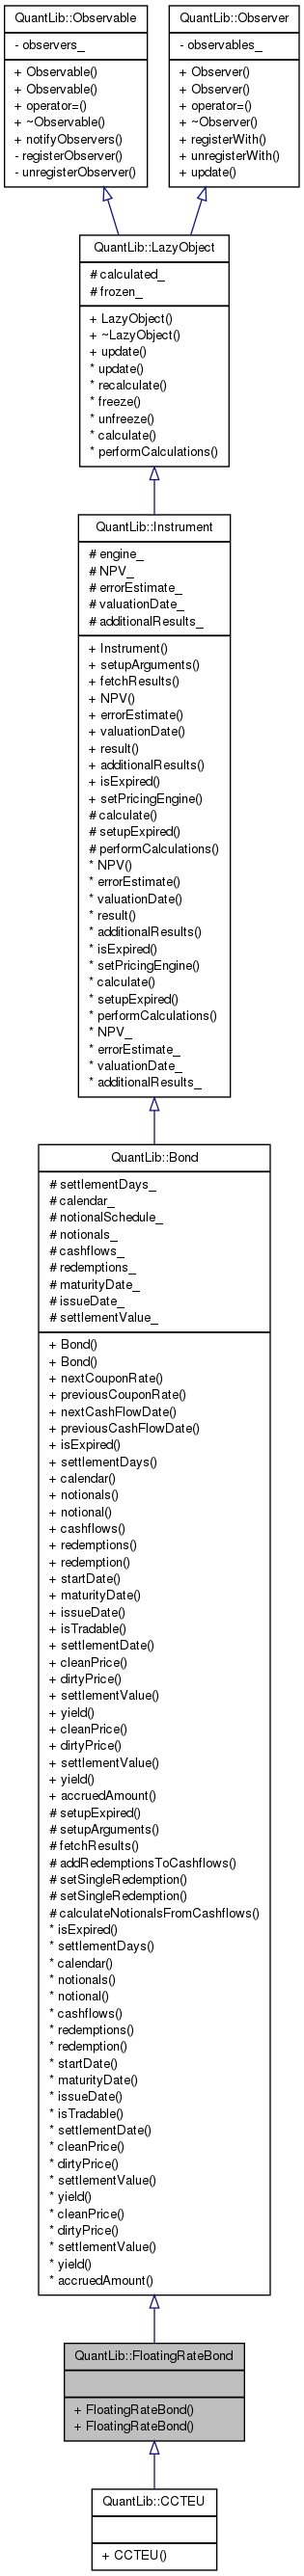 QuantLib::Observable
- observers_
+ Observable()
+ Observable()
+ operator=()
+ ~Observable()
+ notifyObservers()
- registerObserver()
- unregisterObserver()
QuantLib::Observer
- observables_
+ Observer()
+ Observer()
+ operator=()
+ ~Observer()
+ registerWith()
+ unregisterWith()
+ update()
QuantLib::LazyObject
# calculated_
# frozen_
+ LazyObject()
+ ~LazyObject()
+ update()
* update()
* recalculate()
* freeze()
* unfreeze()
* calculate()
* performCalculations()
QuantLib::Instrument
# engine_
# NPV_
# errorEstimate_
# valuationDate_
# additionalResults_
+ Instrument()
+ setupArguments()
+ fetchResults()
+ NPV()
+ errorEstimate()
+ valuationDate()
+ result()
+ additionalResults()
+ isExpired()
+ setPricingEngine()
# calculate()
# setupExpired()
# performCalculations()
* NPV()
* errorEstimate()
* valuationDate()
* result()
* additionalResults()
* isExpired()
* setPricingEngine()
* calculate()
* setupExpired()
* performCalculations()
* NPV_
* errorEstimate_
* valuationDate_
* additionalResults_
QuantLib::Bond
# settlementDays_
# calendar_
# notionalSchedule_
# notionals_
# cashflows_
# redemptions_
# maturityDate_
# issueDate_
# settlementValue_
+ Bond()
+ Bond()
+ nextCouponRate()
+ previousCouponRate()
+ nextCashFlowDate()
+ previousCashFlowDate()
+ isExpired()
+ settlementDays()
+ calendar()
+ notionals()
+ notional()
+ cashflows()
+ redemptions()
+ redemption()
+ startDate()
+ maturityDate()
+ issueDate()
+ isTradable()
+ settlementDate()
+ cleanPrice()
+ dirtyPrice()
+ settlementValue()
+ yield()
+ cleanPrice()
+ dirtyPrice()
+ settlementValue()
+ yield()
+ accruedAmount()
# setupExpired()
# setupArguments()
# fetchResults()
# addRedemptionsToCashflows()
# setSingleRedemption()
# setSingleRedemption()
# calculateNotionalsFromCashflows()
* isExpired()
* settlementDays()
* calendar()
* notionals()
* notional()
* cashflows()
* redemptions()
* redemption()
* startDate()
* maturityDate()
* issueDate()
* isTradable()
* settlementDate()
* cleanPrice()
* dirtyPrice()
* settlementValue()
* yield()
* cleanPrice()
* dirtyPrice()
* settlementValue()
* yield()
* accruedAmount()
QuantLib::FloatingRateBond
+ FloatingRateBond()
+ FloatingRateBond()
QuantLib::CCTEU
+ CCTEU()